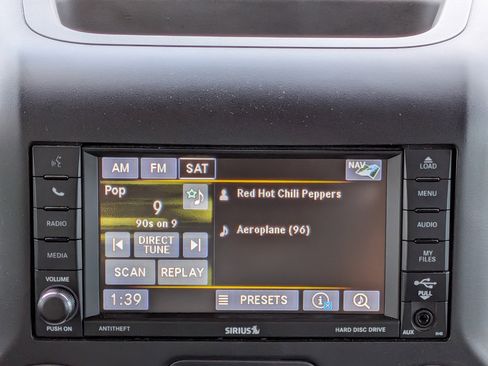 AM FM SAT NAV
Pop
9
90s on 9
Red Hot Chili Peppers
Aeroplane (96)
DIRECT
TUNE
SCAN REPLAY
1:39 PRESETS
RADIO
MEDIA
VOLUME
PUSH ON
ANTITHEFT
SIRIUS
HARD DISC DRIVE
LOAD
MENU
AUDIO
MY
FILES
PULL
AUX